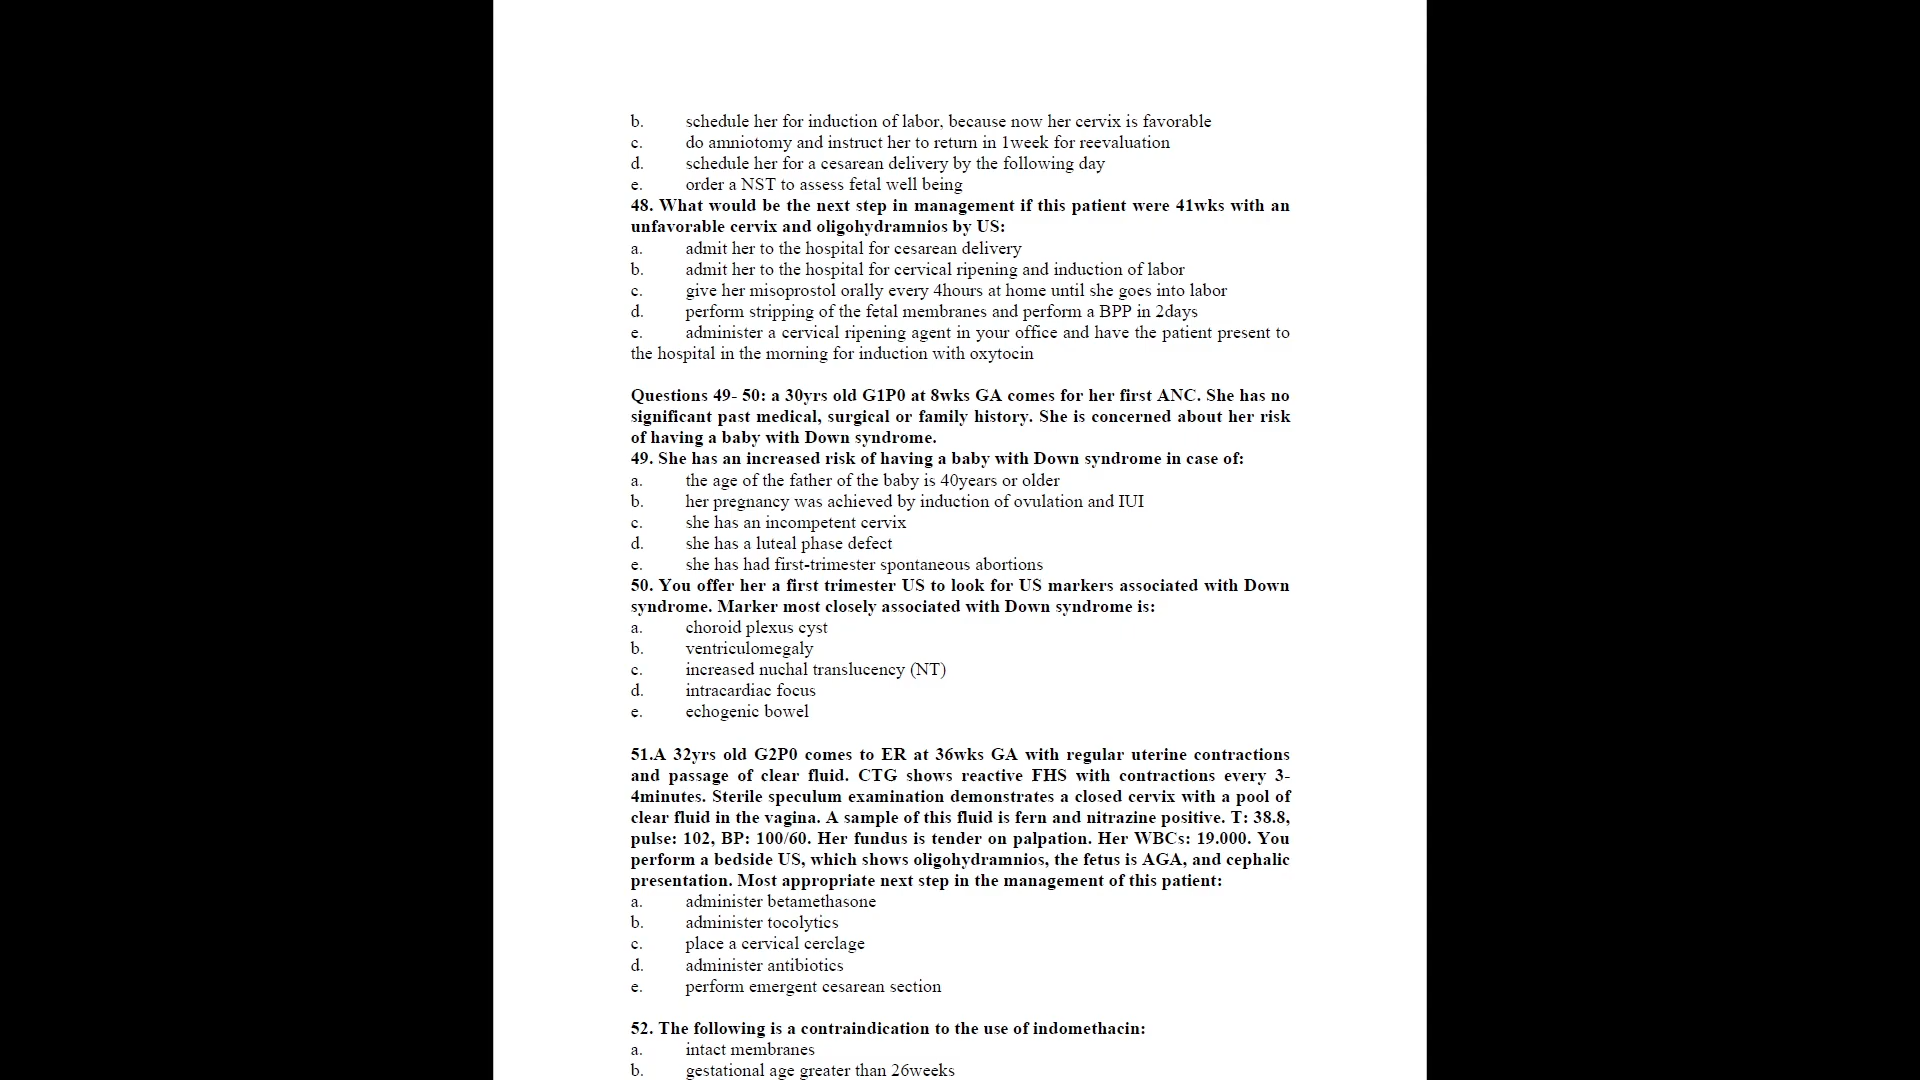 b. schedule her for induction of labor, because now her cervix is favorable
c. do amniotomy and instruct her to return in 1week for reevaluation
d. schedule her for a cesarean delivery by the following day
e. order a NST to assess fetal well being
48. What would be the next step in management if this patient were 41wks with an
unfavorable cervix and oligohydramnios by US:
a. admit her to the hospital for cesarean delivery
b. admit her to the hospital for cervical ripening and induction of labor
c. give her misoprostol orally every 4hours at home until she goes into labor
d. perform stripping of the fetal membranes and perform a BPP in 2days
e. administer a cervical ripening agent in your office and have the patient present to
the hospital in the morning for induction with oxytocin
Questions 49- 50: a 30yrs old G1P0 at 8wks GA comes for her first ANC. She has no
significant past medical, surgical or family history. She is concerned about her risk
of having a baby with Down syndrome.
49. She has an increased risk of having a baby with Down syndrome in case of:
a. the age of the father of the baby is 40years or older
b. her pregnancy was achieved by induction of ovulation and IUI
c. she has an incompetent cervix
d. she has a luteal phase defect
e. she has had first-trimester spontaneous abortions
50. You offer her a first trimester US to look for US markers associated with Down
syndrome. Marker most closely associated with Down syndrome is:
a. choroid plexus cyst
b. ventriculomegaly
c. increased nuchal translucency (NT)
d. intracardiac focus
e. echogenic bowel
51.A 32yrs old G2P0 comes to ER at 36wks GA with regular uterine contractions
and passage of clear fluid. CTG shows reactive FHS with contractions every 3-
4minutes. Sterile speculum examination demonstrates a closed cervix with a pool of
clear fluid in the vagina. A sample of this fluid is fern and nitrazine positive. T: 38.8,
pulse: 102, BP: 100/60. Her fundus is tender on palpation. Her WBCs: 19.000. You
perform a bedside US, which shows oligohydramnios, the fetus is AGA, and cephalic
presentation. Most appropriate next step in the management of this patient:
a. administer betamethasone
b. administer tocolytics
c. place a cervical cerclage
d. administer antibiotics
e. perform emergent cesarean section
52. The following is a contraindication to the use of indomethacin:
a. intact membranes
b. gestational age greater than 26weeks